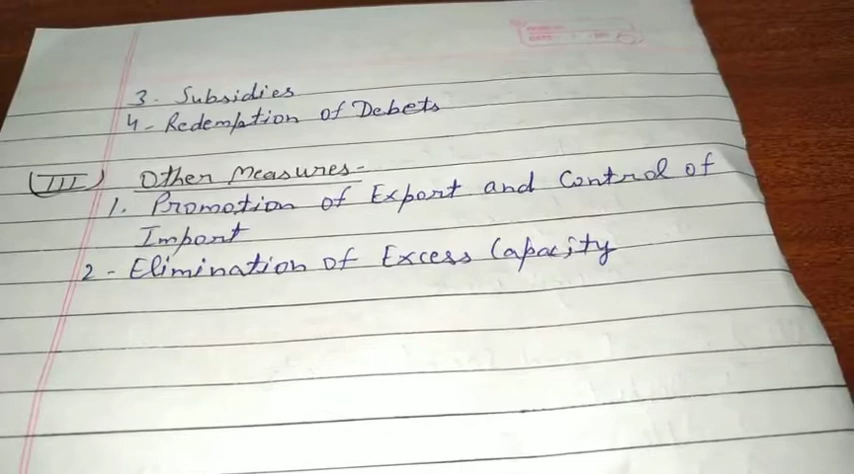 3. Subsidies
4- Redemption of Debets
(III) Other Measures-
1. Promotion of Export and Control of
Import
2- Elimination of Excess Capacity